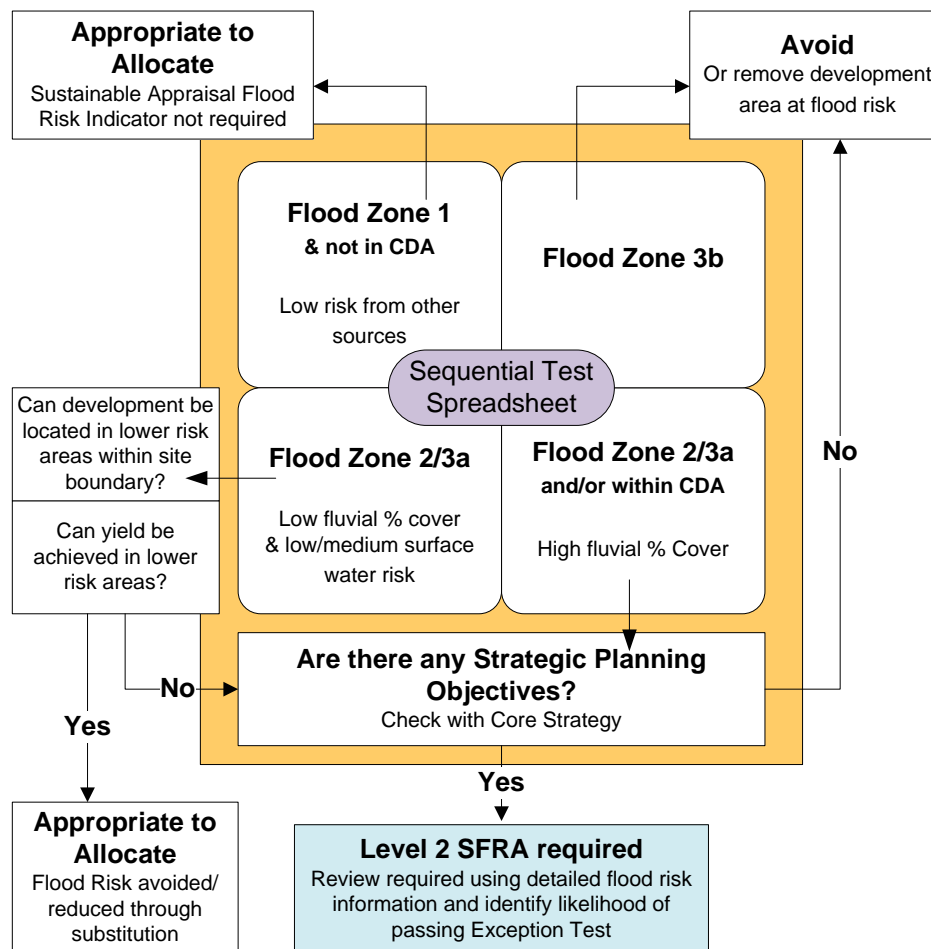 Appropriate to
Allocate
Sustainable Appraisal Flood
Risk Indicator not required
Avoid
Or remove development
area at flood risk
Flood Zone 1
& not in CDA
Low risk from other
sources
Flood Zone 3b
Sequential Test
Spreadsheet
Can development be
located in lower risk
areas within site
boundary?
Can yield be
achieved in lower
risk areas?
Flood Zone 2/3a
Low fluvial % cover
& low/medium surface
water risk
Flood Zone 2/3a
and/or within CDA
High fluvial % Cover
No
Are there any Strategic Planning
Objectives?
Check with Core Strategy
No
Yes
Yes
Appropriate to
Allocate
Flood Risk avoided/
reduced through
substitution
Level 2 SFRA required
Review required using detailed flood risk
information and identify likelihood of
passing Exception Test